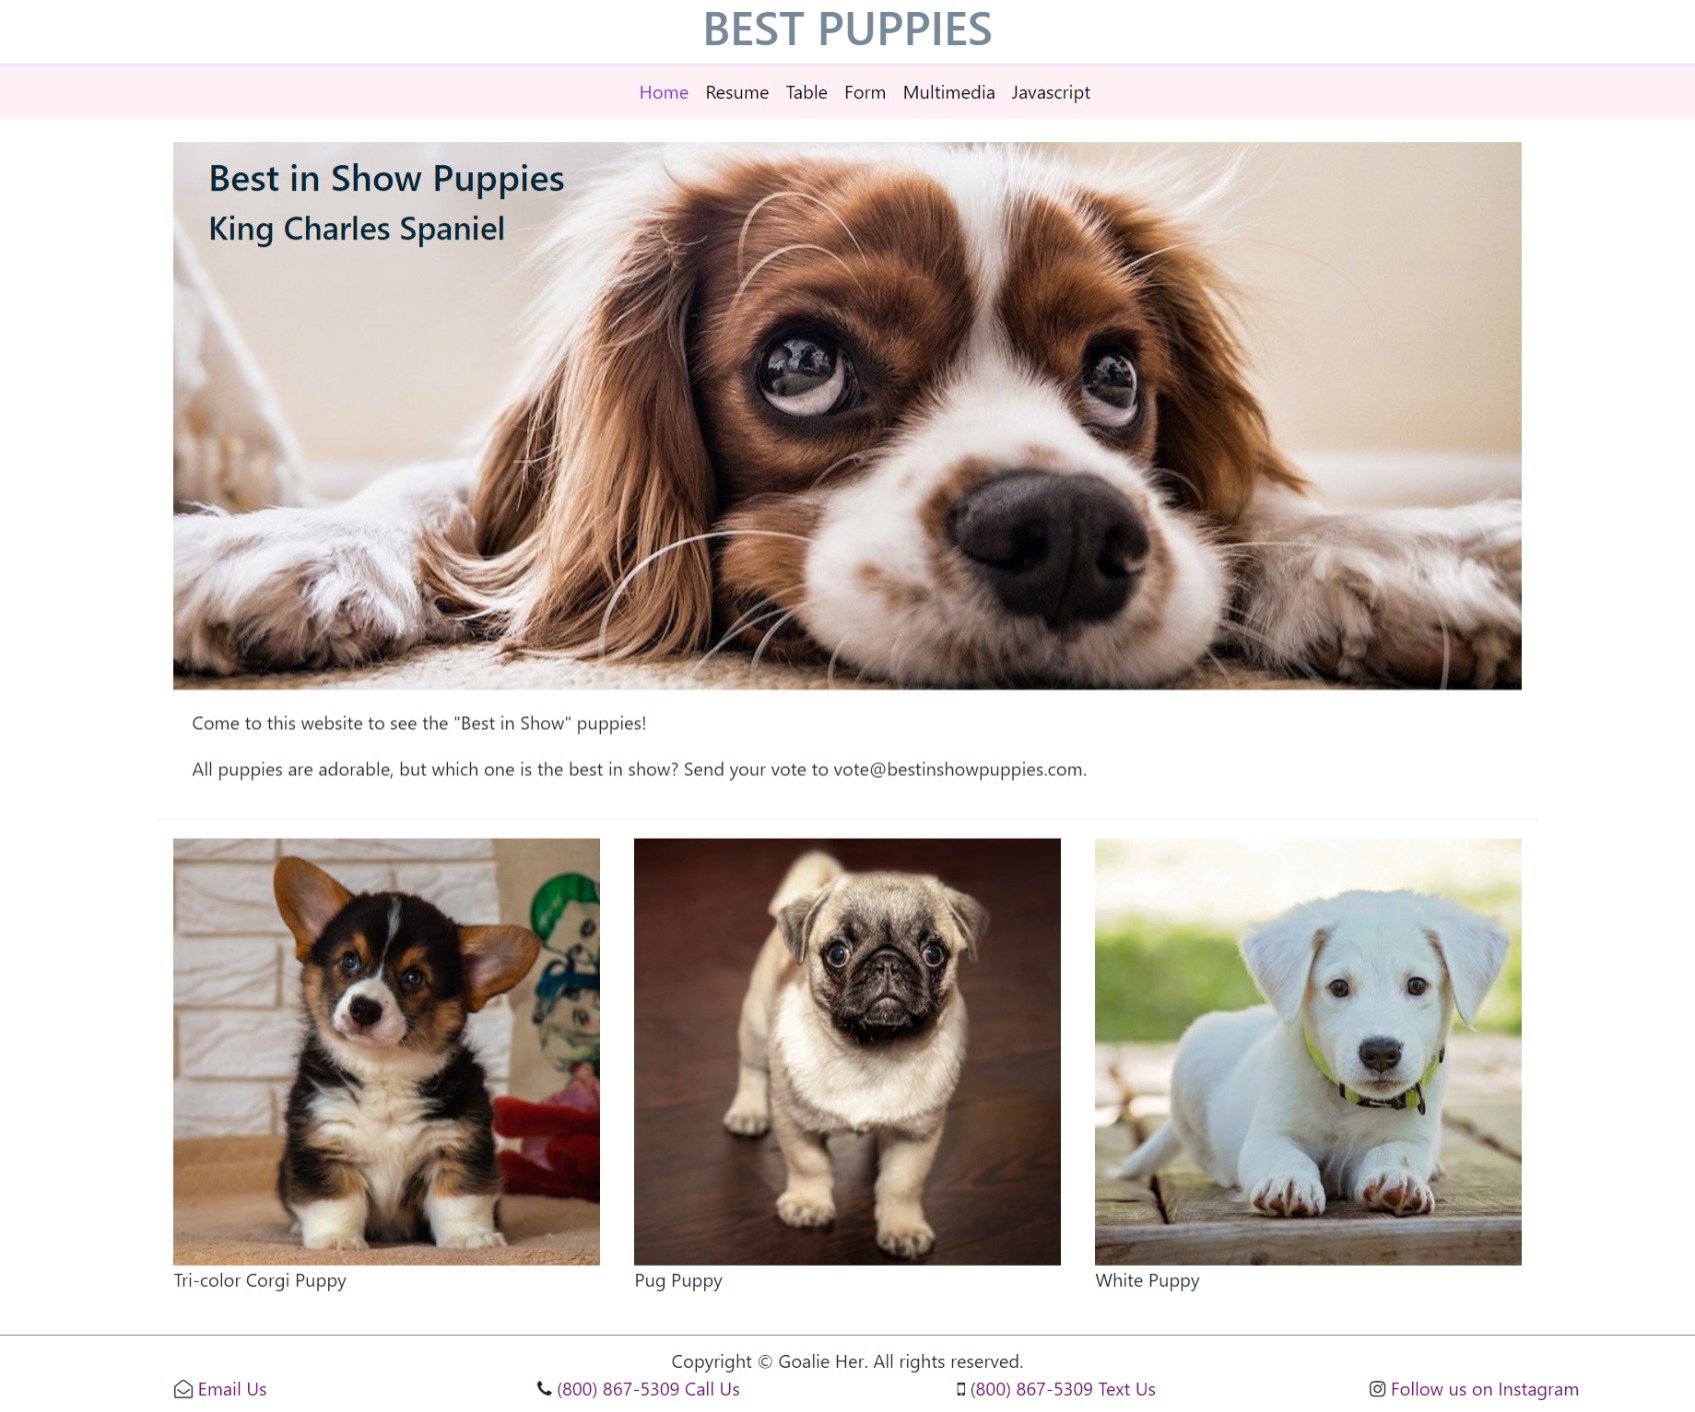 BEST PUPPIES
Home Resume Table Form Multimedia Javascript
Best in Show Puppies
King Charles Spaniel
Come to this website to see the "Best in Show" puppies!
All puppies are adorable, but which one is the best in show? Send your vote to vote@bestinshowpuppies.com.
Tri-color Corgi Puppy Pug Puppy White Puppy
Copyright © Goalie Her. All rights reserved.
Email Us (800) 867-5309 Call Us (800) 867-5309 Text Us Follow us on Instagram